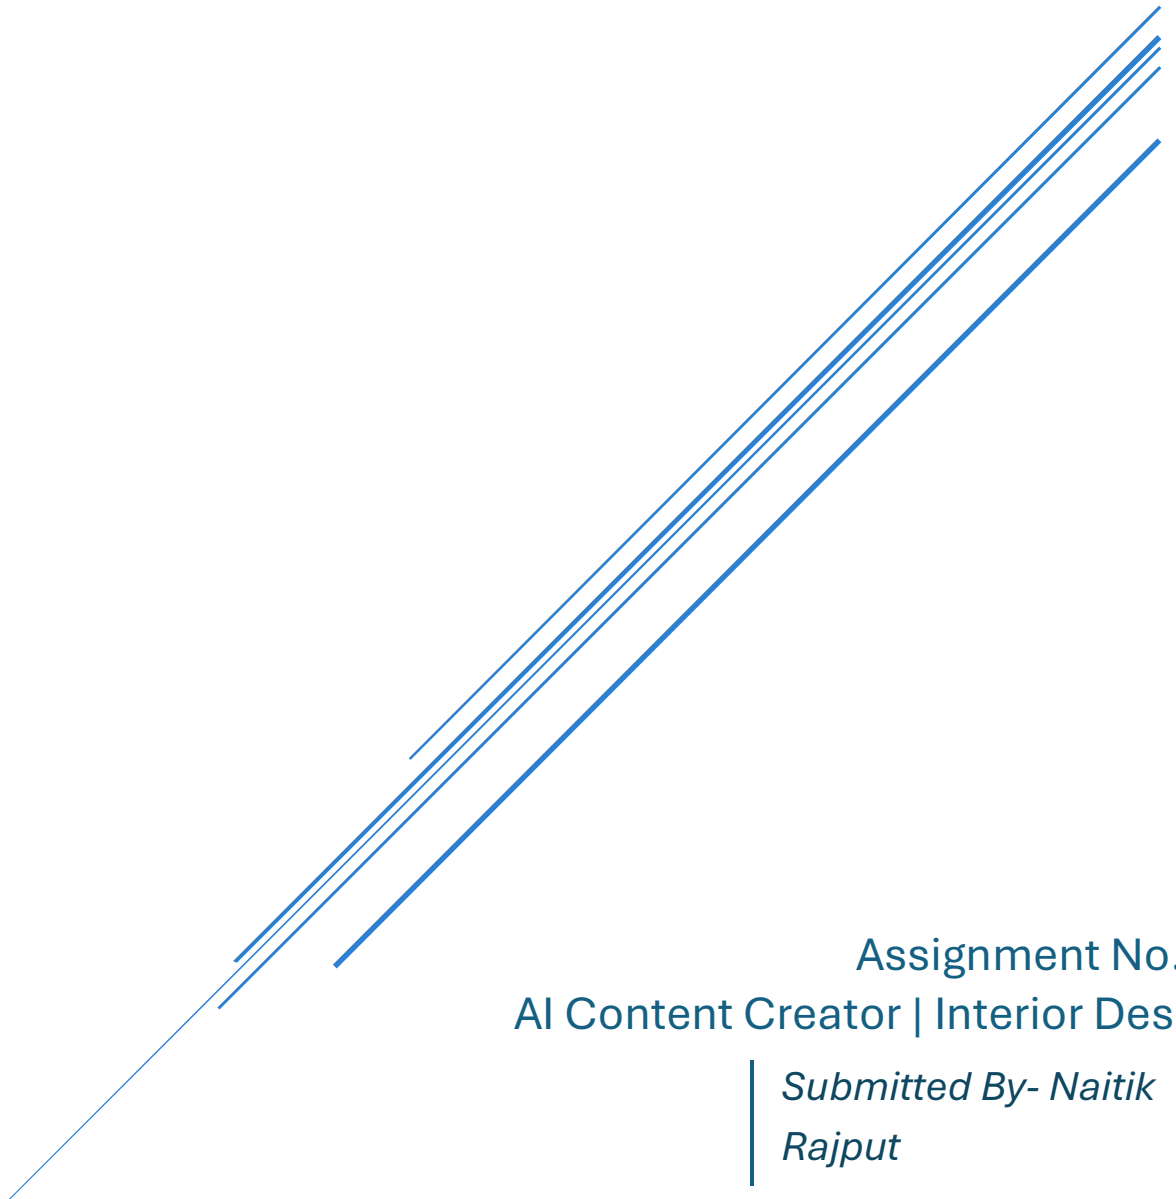 Assignment No.
AI Content Creator | Interior Des
Submitted By- Naitik
Rajput